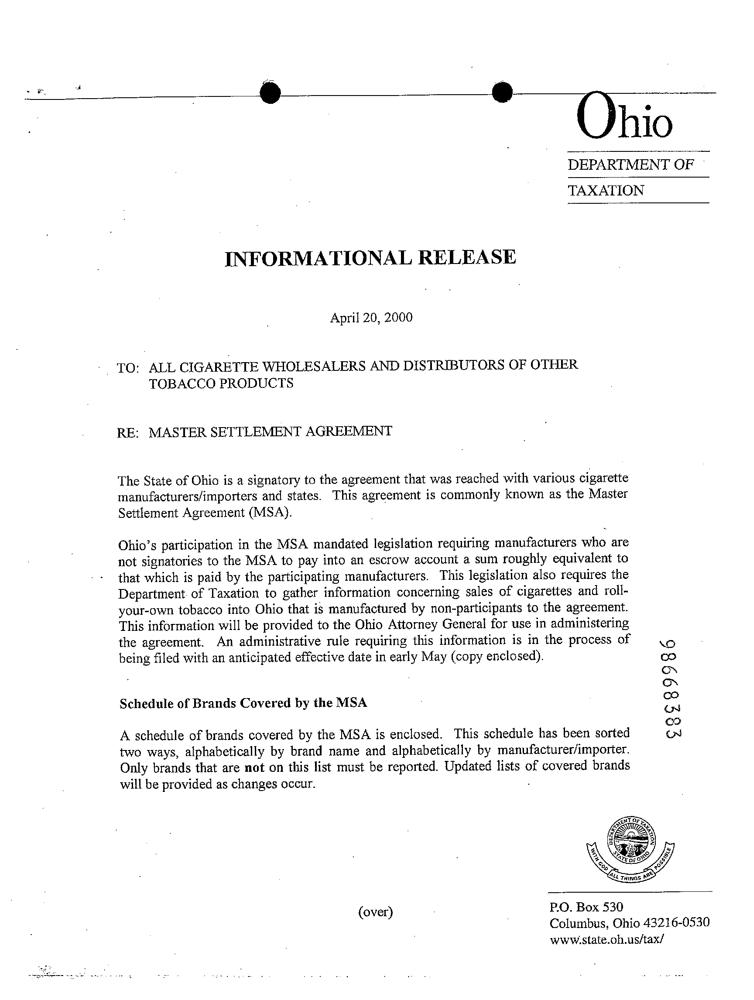 Ohio
DEPARTMENT OF
TAXATION
INFORMATIONAL RELEASE
April 20, 2000
TO: ALL CIGARETTE WHOLESALERS AND DISTRIBUTORS OF OTHER
TOBACCO PRODUCTS
RE: MASTER SETTLEMENT AGREEMENT
The State of Ohio is a signatory to the agreement that was reached with various cigarette
manufacturers/importers and states. This agreement is commonly known as the Master
Settlement Agreement (MSA).
Ohio's participation in the MSA mandated legislation requiring manufacturers who are
not signatories to the MSA to pay into an escrow account a sum roughly equivalent to
that which is paid by the participating manufacturers. This legislation also requires the
Department of Taxation to gather information concerning sales of cigarettes and roll-
your-own tobacco into Ohio that is manufactured by non-participants to the agreement.
This information will be provided to the Ohio Attorney General for use in administering
the agreement. An administrative rule requiring this information is in the process of
being filed with an anticipated effective date in early May (copy enclosed).
98698383
Schedule of Brands Covered by the MSA
A schedule of brands covered by the MSA is enclosed. This schedule has been sorted
two ways, alphabetically by brand name and alphabetically by manufacturer/importer.
Only brands that are not on this list must be reported. Updated lists of covered brands
will be provided as changes occur.
DEPARTMENT OF TAXATION
STATE OF OHIO
WITH GOD ALL THINGS ARE POSSIBLE
(over)
P.O. Box 530
Columbus, Ohio 43216-0530
www.state.oh.us/tax/